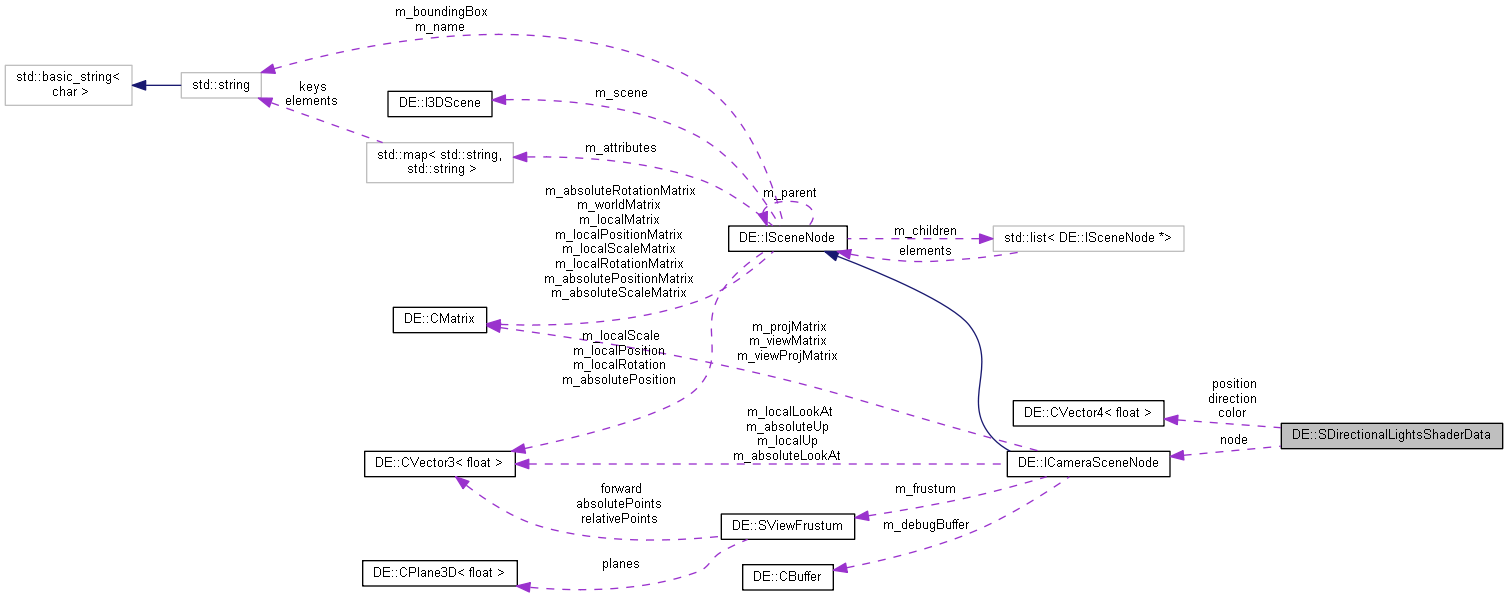 m_boundingBox
m_name
std::basic_string<
char >
std::string
keys
elements
DE::I3DScene
m_scene
std::map< std::string,
std::string >
m_attributes
m_absoluteRotationMatrix
m_worldMatrix
m_localMatrix
m_localPositionMatrix
m_localScaleMatrix
m_localRotationMatrix
m_absolutePositionMatrix
m_absoluteScaleMatrix
m_parent
DE::ISceneNode
m_children
elements
std::list< DE::ISceneNode *>
DE::CMatrix
m_localScale
m_localPosition
m_localRotation
m_absolutePosition
m_projMatrix
m_viewMatrix
m_viewProjMatrix
position
direction
color
DE::CVector4< float >
DE::SDirectionalLightsShaderData
node
m_localLookAt
m_absoluteUp
m_localUp
m_absoluteLookAt
DE::CVector3< float >
DE::ICameraSceneNode
forward
absolutePoints
relativePoints
m_frustum
DE::SViewFrustum
m_debugBuffer
DE::CPlane3D< float >
planes
DE::CBuffer